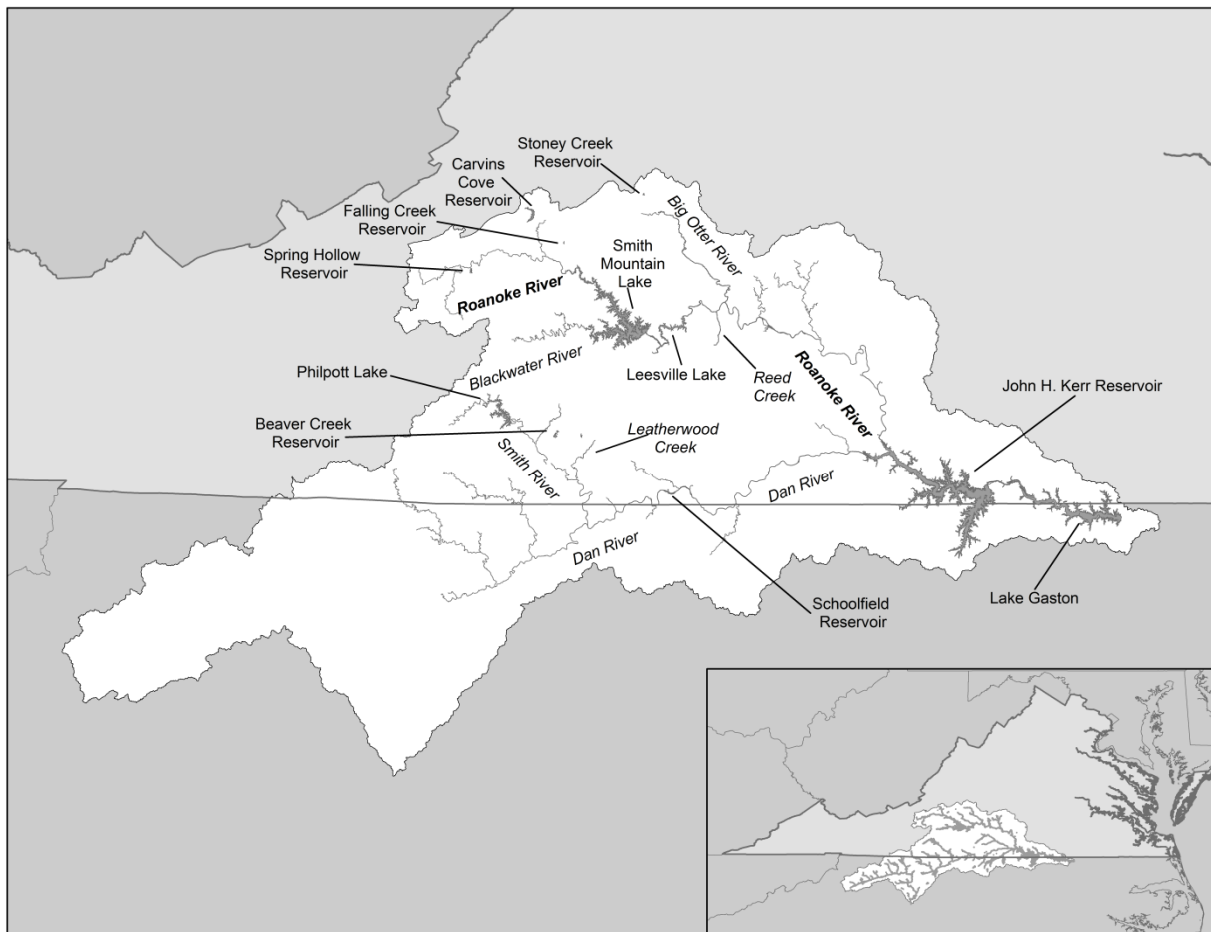 Stoney Creek
Reservoir
Carvins
Cove
Reservoir
Falling Creek
Reservoir
Spring Hollow
Reservoir
Big Otter River
Smith
Mountain
Lake
Roanoke River
Blackwater River
Leesville Lake
Reed
Creek
Roanoke River
Philpott Lake
John H. Kerr Reservoir
Beaver Creek
Reservoir
Smith River
Leatherwood
Creek
Dan River
Dan River
Schoolfield
Reservoir
Lake Gaston